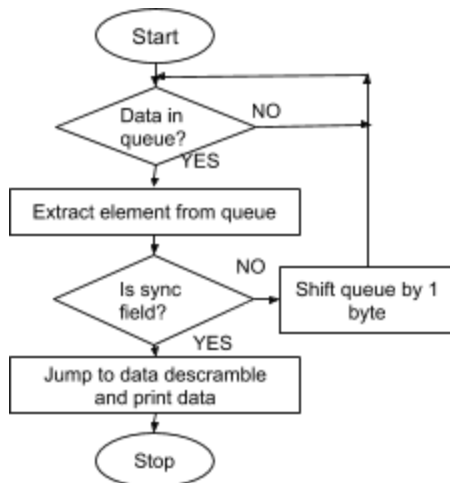 Start
Data in
queue?
NO
YES
Extract element from queue
Is sync
field?
NO
Shift queue by 1
byte
YES
Jump to data descramble
and print data
Stop